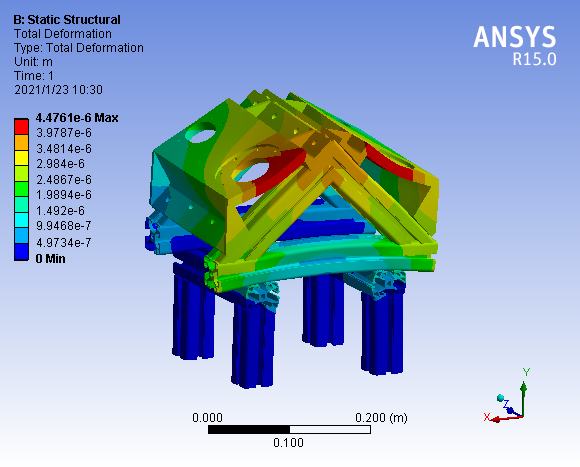 B: Static Structural
Total Deformation
Type: Total Deformation
Unit: m
Time: 1
2021/1/23 10:30
ANSYS
R15.0
4.4761e-6 Max
3.9787e-6
3.4814e-6
2.984e-6
2.4867e-6
1.9894e-6
1.492e-6
9.9468e-7
4.9734e-7
0 Min
0.000
0.200 (m)
0.100
Y
Z
X